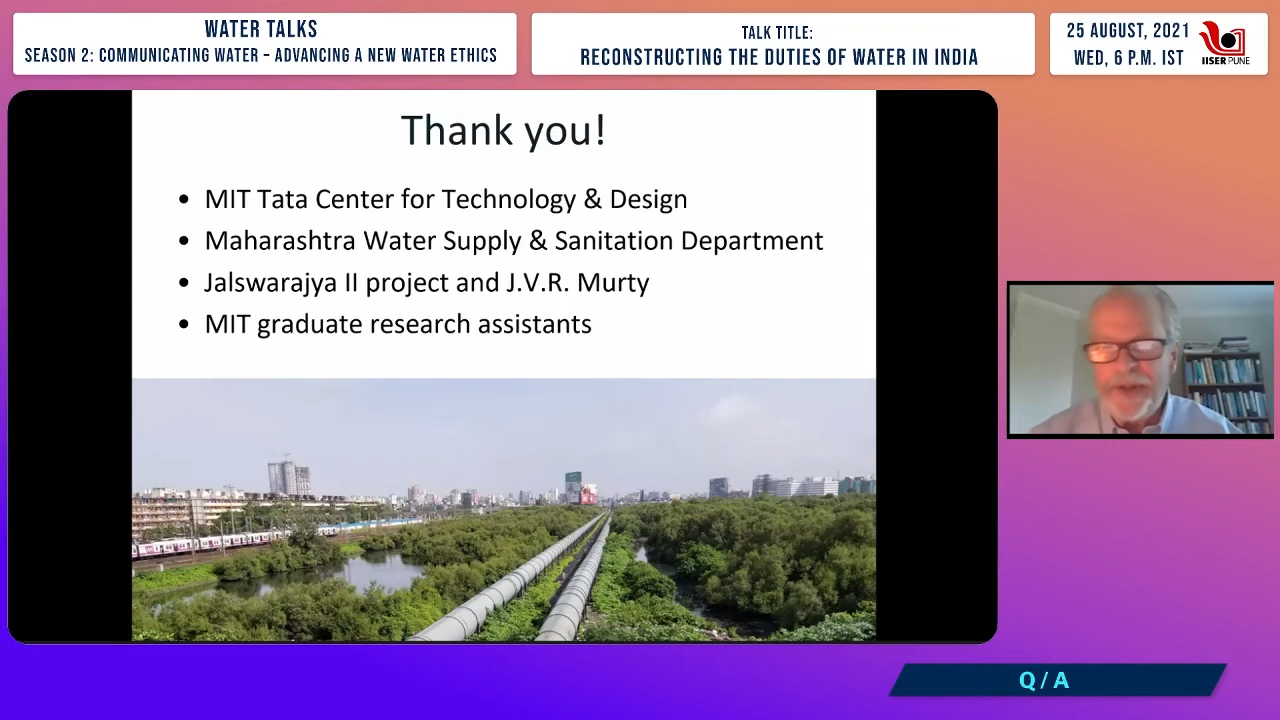 WATER TALKS
SEASON 2: COMMUNICATING WATER – ADVANCING A NEW WATER ETHICS
TALK TITLE:
RECONSTRUCTING THE DUTIES OF WATER IN INDIA
25 AUGUST, 2021
WED, 6 P.M. IST
IISER PUNE
Thank you!
• MIT Tata Center for Technology & Design
• Maharashtra Water Supply & Sanitation Department
• Jalswarajya II project and J.V.R. Murty
• MIT graduate research assistants
Q / A